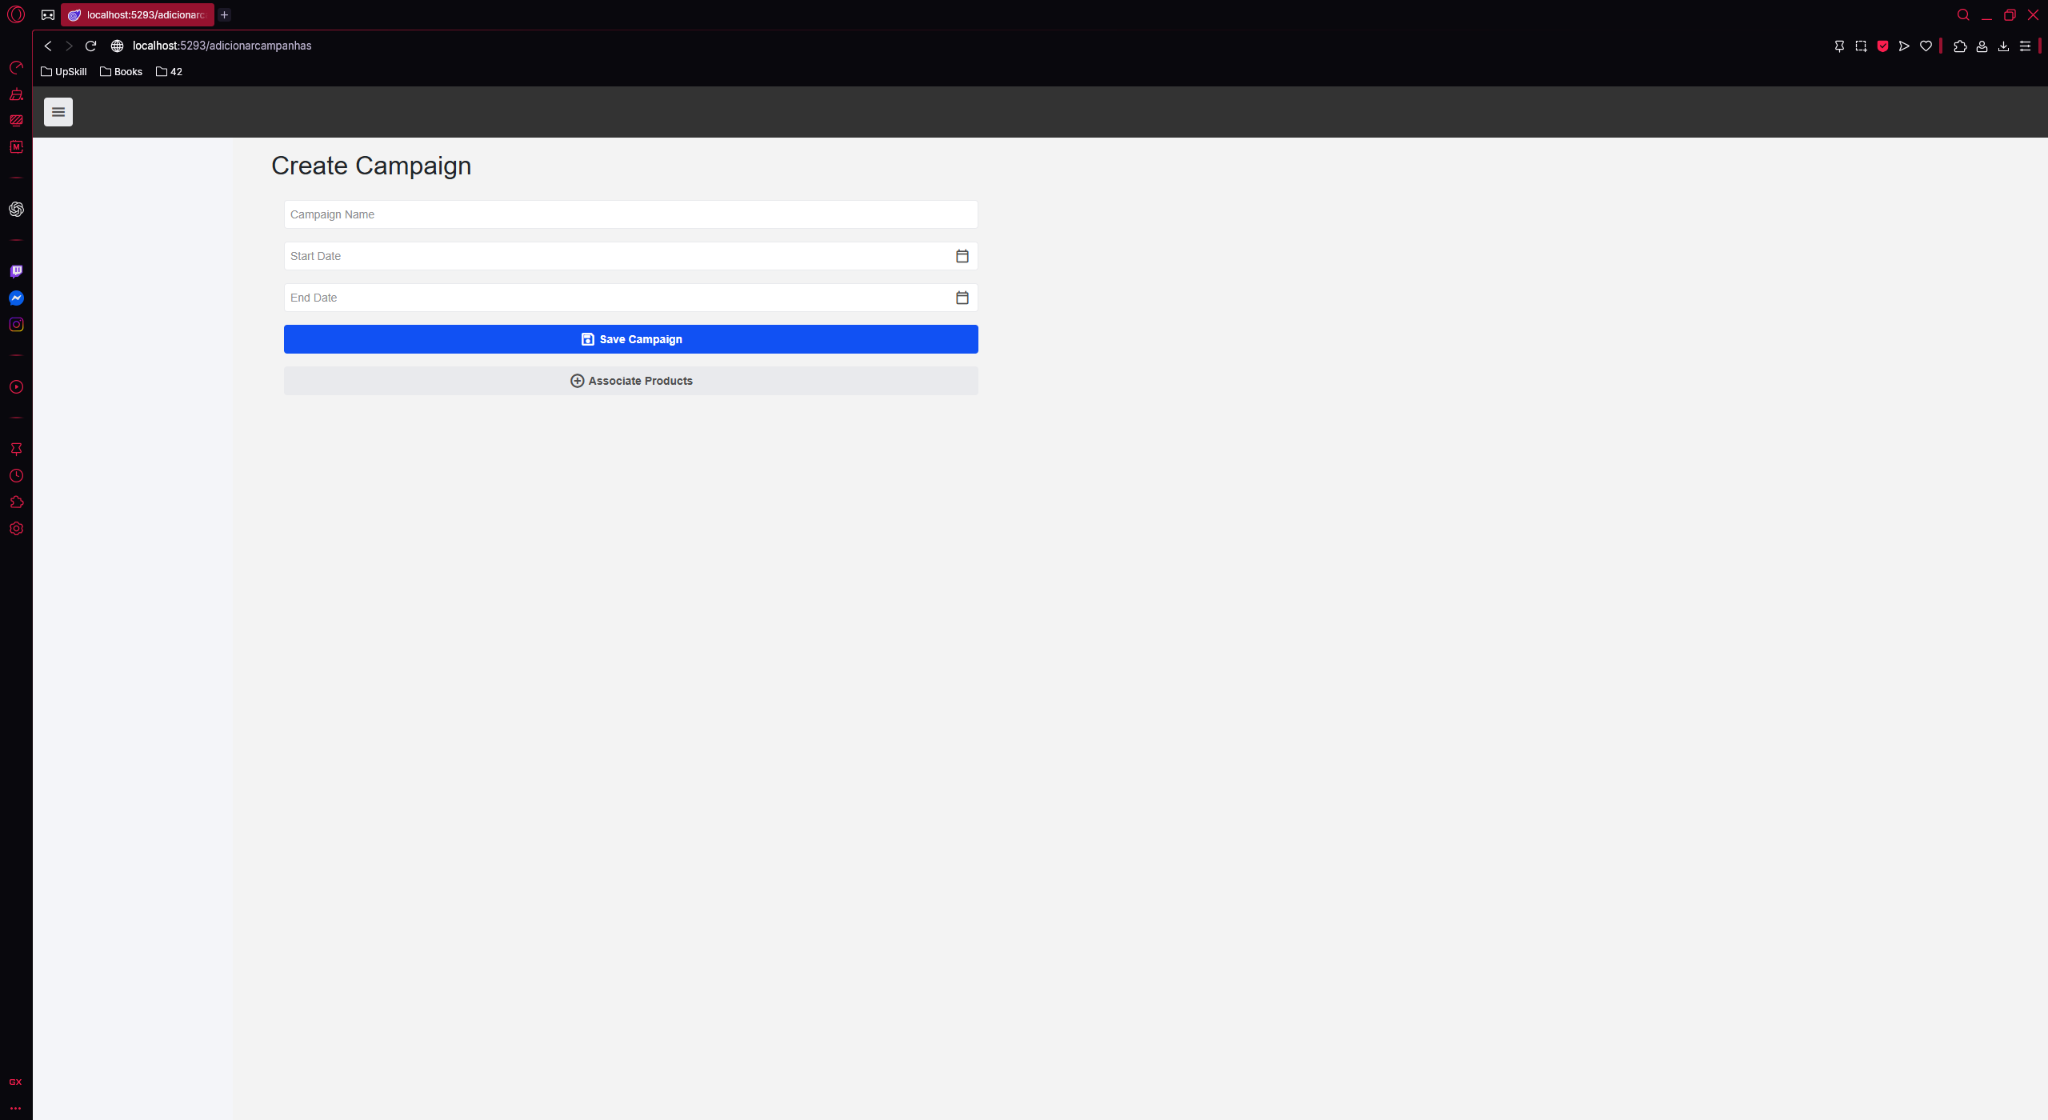 localhost:5293/adicionarc
localhost:5293/adicionarcampanhas
UpSkill
Books
42
M
Create Campaign
Campaign Name
Start Date
End Date
Save Campaign
Associate Products
GX